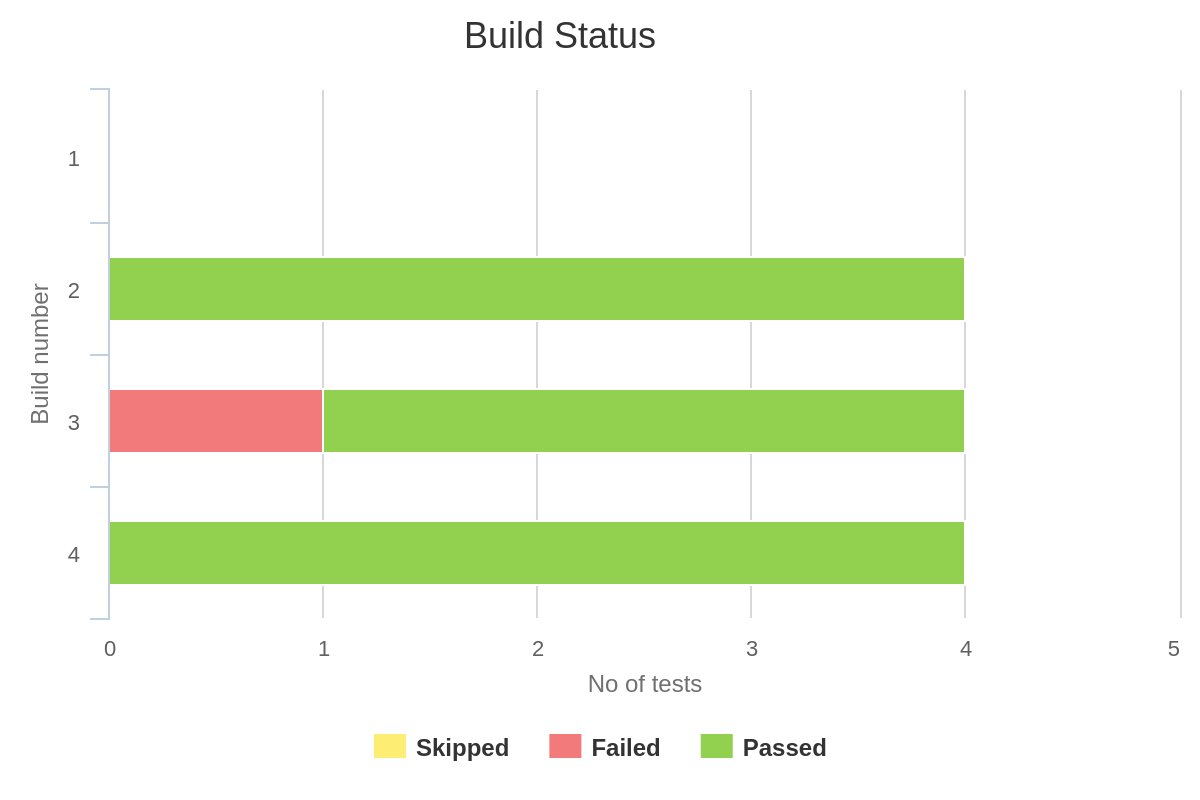 Build Status
Build number
1
2
3
4
0 1 2 3 4 5
No of tests
Skipped Failed Passed